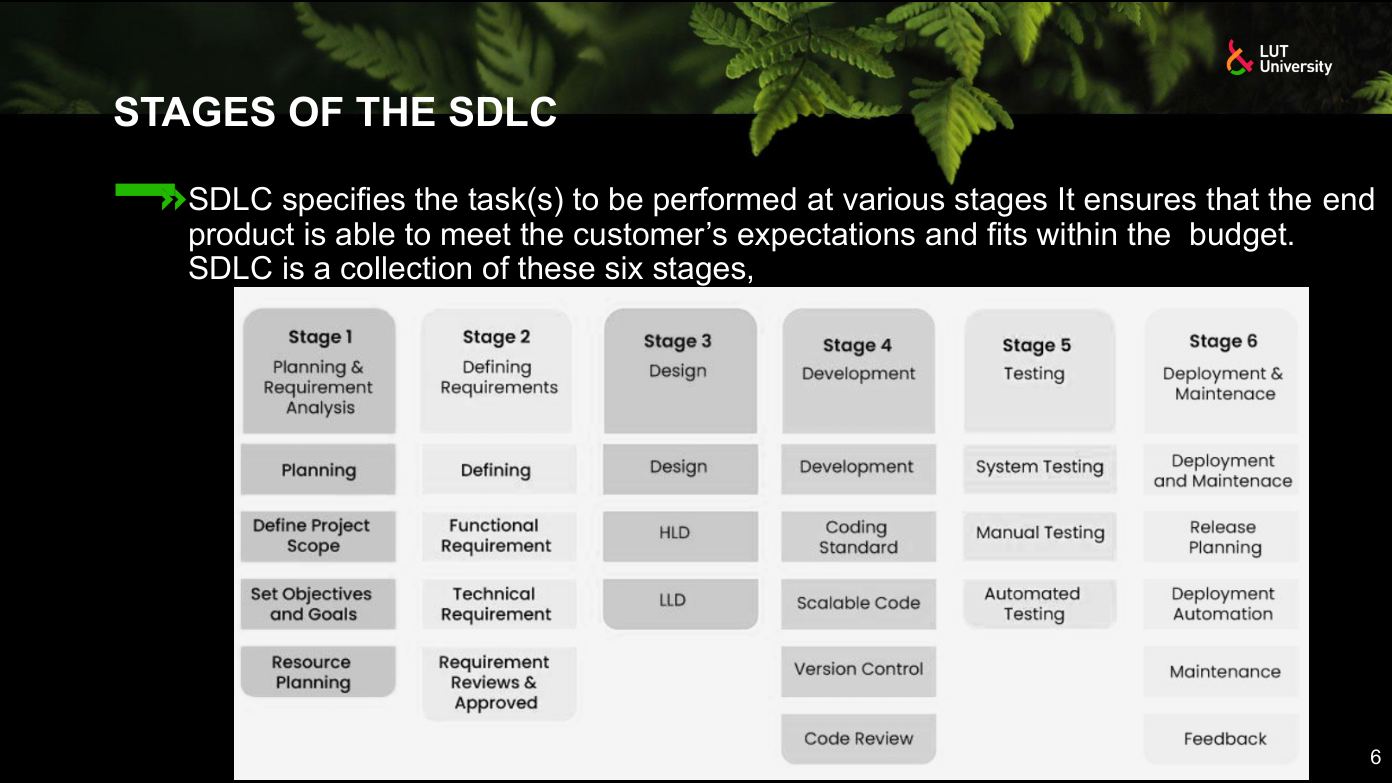 LUT
University
STAGES OF THE SDLC
SDLC specifies the task(s) to be performed at various stages It ensures that the end
product is able to meet the customer’s expectations and fits within the  budget.
SDLC is a collection of these six stages,
Stage 1
Planning &
Requirement
Analysis
Planning
Define Project
Scope
Set Objectives
and Goals
Resource
Planning
Stage 2
Defining
Requirements
Defining
Functional
Requirement
Technical
Requirement
Requirement
Reviews &
Approved
Stage 3
Design
Design
HLD
LLD
Stage 4
Development
Development
Coding
Standard
Scalable Code
Version Control
Code Review
Stage 5
Testing
System Testing
Manual Testing
Automated
Testing
Stage 6
Deployment &
Maintenace
Deployment
and Maintenace
Release
Planning
Deployment
Automation
Maintenance
Feedback
6